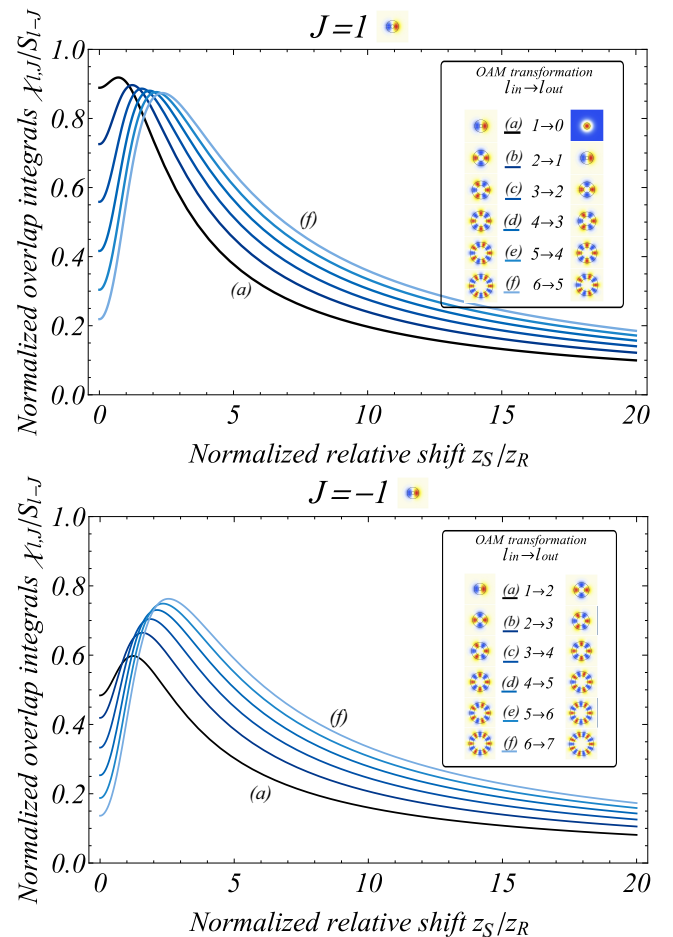 J=1
Normalized overlap integrals χl,J/Sl−J
1.0
0.8
0.6
0.4
0.2
0.0
OAM transformation
lin→lout
(a) 1→0
(b) 2→1
(c) 3→2
(d) 4→3
(e) 5→4
(f) 6→5
(f)
(a)
0 5 10 15 20
Normalized relative shift zS/zR
J=−1
Normalized overlap integrals χl,J/Sl−J
1.0
0.8
0.6
0.4
0.2
0.0
OAM transformation
lin→lout
(a) 1→2
(b) 2→3
(c) 3→4
(d) 4→5
(e) 5→6
(f) 6→7
(f)
(a)
0 5 10 15 20
Normalized relative shift zS/zR